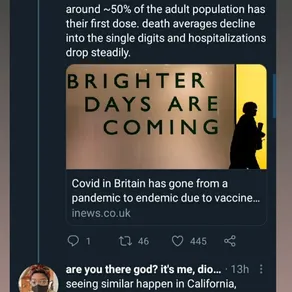 around ~50% of the adult population has
their first dose. death averages decline
into the single digits and hospitalizations
drop steadily.
BRIGHTER
DAYS ARE
COMING
Covid in Britain has gone from a
pandemic to endemic due to vaccine...
inews.co.uk
1
46
are you there god? it's me, dio... · 13h
seeing similar happen in California,